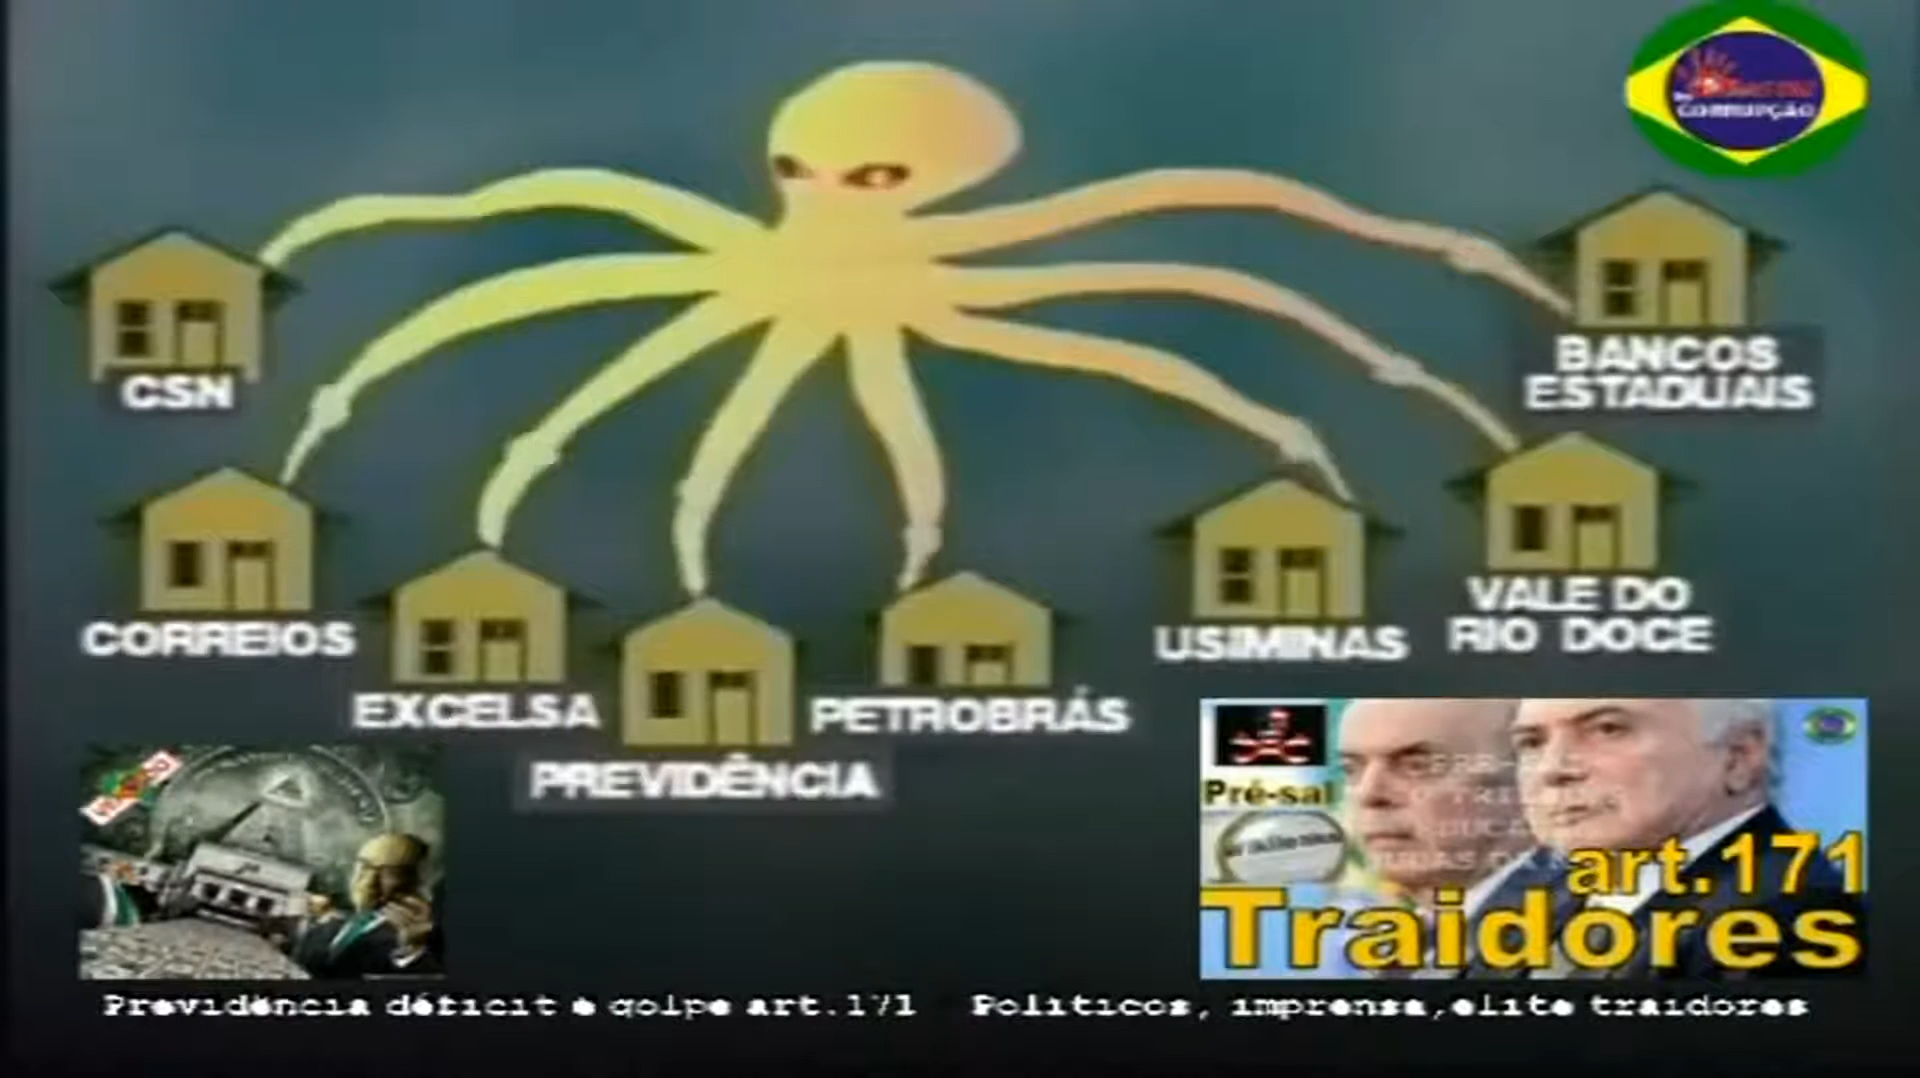 CORRUPÇÃO
CSN
BANCOS
ESTADUAIS
CORREIOS
VALE DO
RIO DOCE
USIMINAS
EXCELSA
PETROBRÁS
PREVIDÊNCIA
Pré-sal
art.171
Traidores
Previdência déficit é golpe art.171 Políticos, imprensa,elite traidores